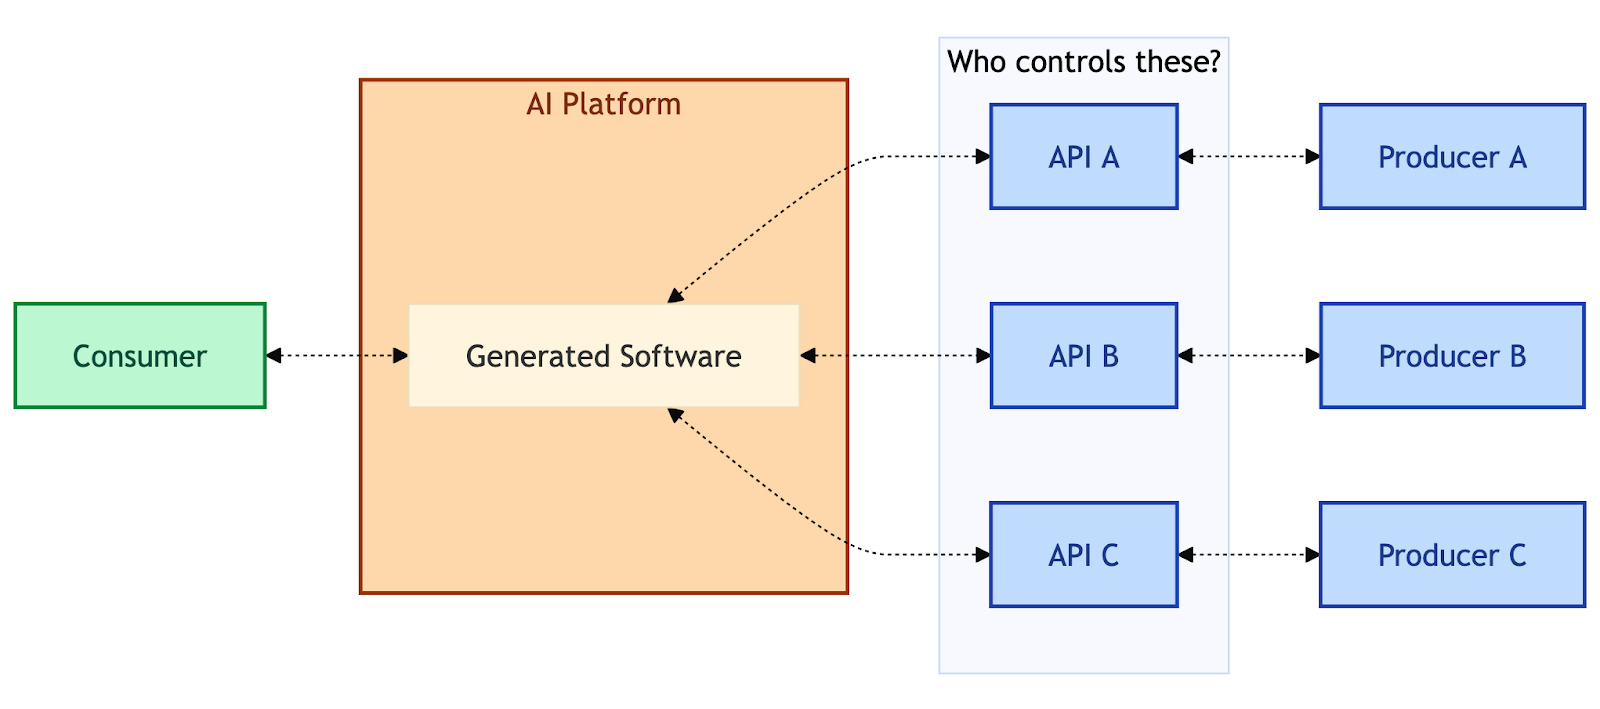 Who controls these?
AI Platform
API A
Producer A
Consumer
Generated Software
API B
Producer B
API C
Producer C